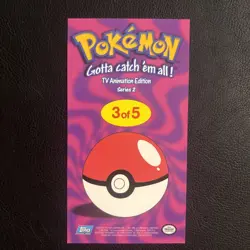 POKéMON
Gotta catch 'em all!
TV Animation Edition
Series 2
3 of 5
Topps